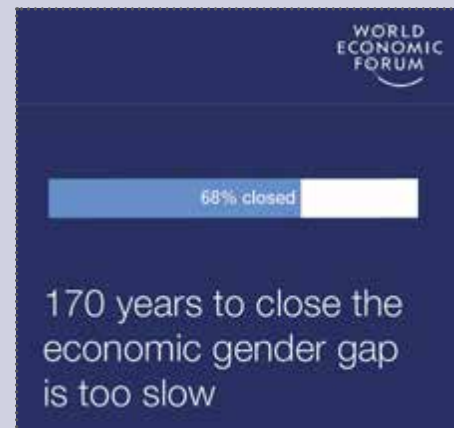 WORLD
ECONOMIC
FORUM
68% closed
170 years to close the
economic gender gap
is too slow